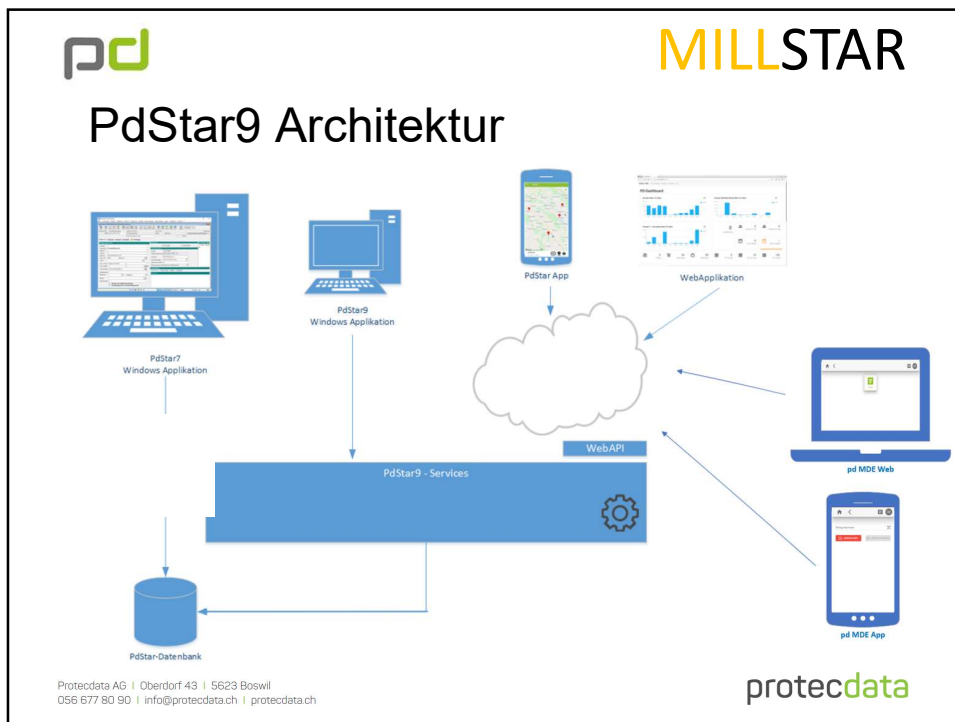 pd
MILLSTAR
PdStar9 Architektur
PdStar7
Windows Applikation
PdStar9
Windows Applikation
PdStar App
PD Dashboard
WebApplikation
WebAPI
PdStar9 - Services
pd MDE Web
pd MDE App
PdStar-Datenbank
Protecdata AG | Oberdorf 43 | 5623 Boswil
056 677 80 90 | info@protecdata.ch | protecdata.ch
protecdata